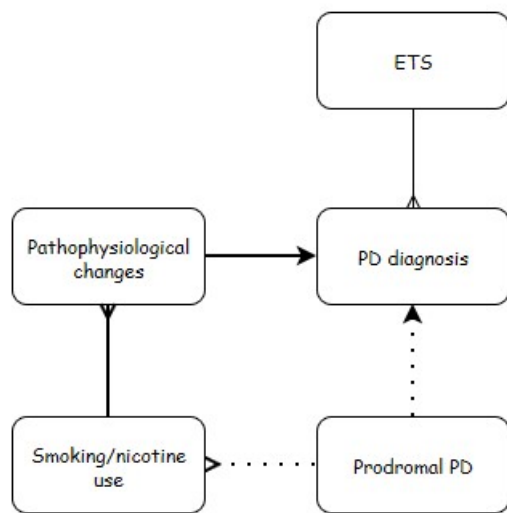 ETS
Pathophysiological
changes
PD diagnosis
Smoking/nicotine
use
Prodromal PD